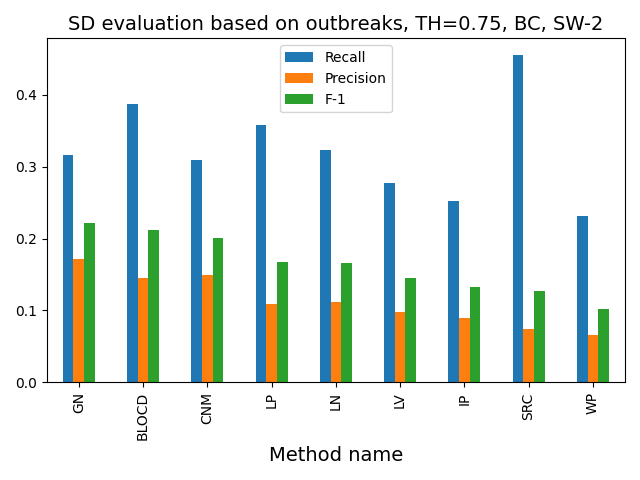 SD evaluation based on outbreaks, TH=0.75, BC, SW-2
Recall
Precision
F-1
0.4
0.3
0.2
0.1
0.0
GN
BLOCD
CNM
LP
LN
LV
IP
SRC
WP
Method name